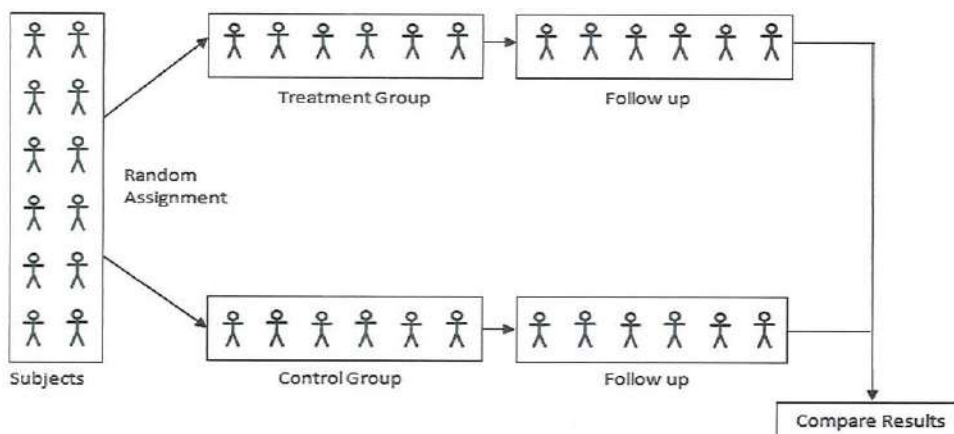 Treatment Group
Follow up
Random
Assignment
Subjects
Control Group
Follow up
Compare Results